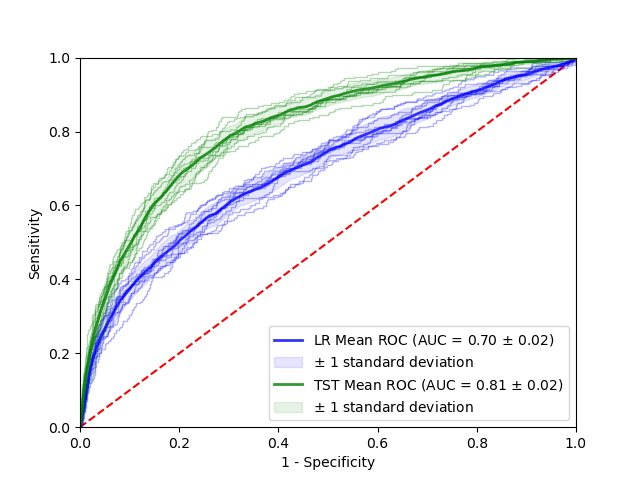 1.0
0.8
0.6
0.4
0.2
0.0
Sensitivity
0.0 0.2 0.4 0.6 0.8 1.0
1 - Specificity
LR Mean ROC (AUC = 0.70 ± 0.02)
± 1 standard deviation
TST Mean ROC (AUC = 0.81 ± 0.02)
± 1 standard deviation